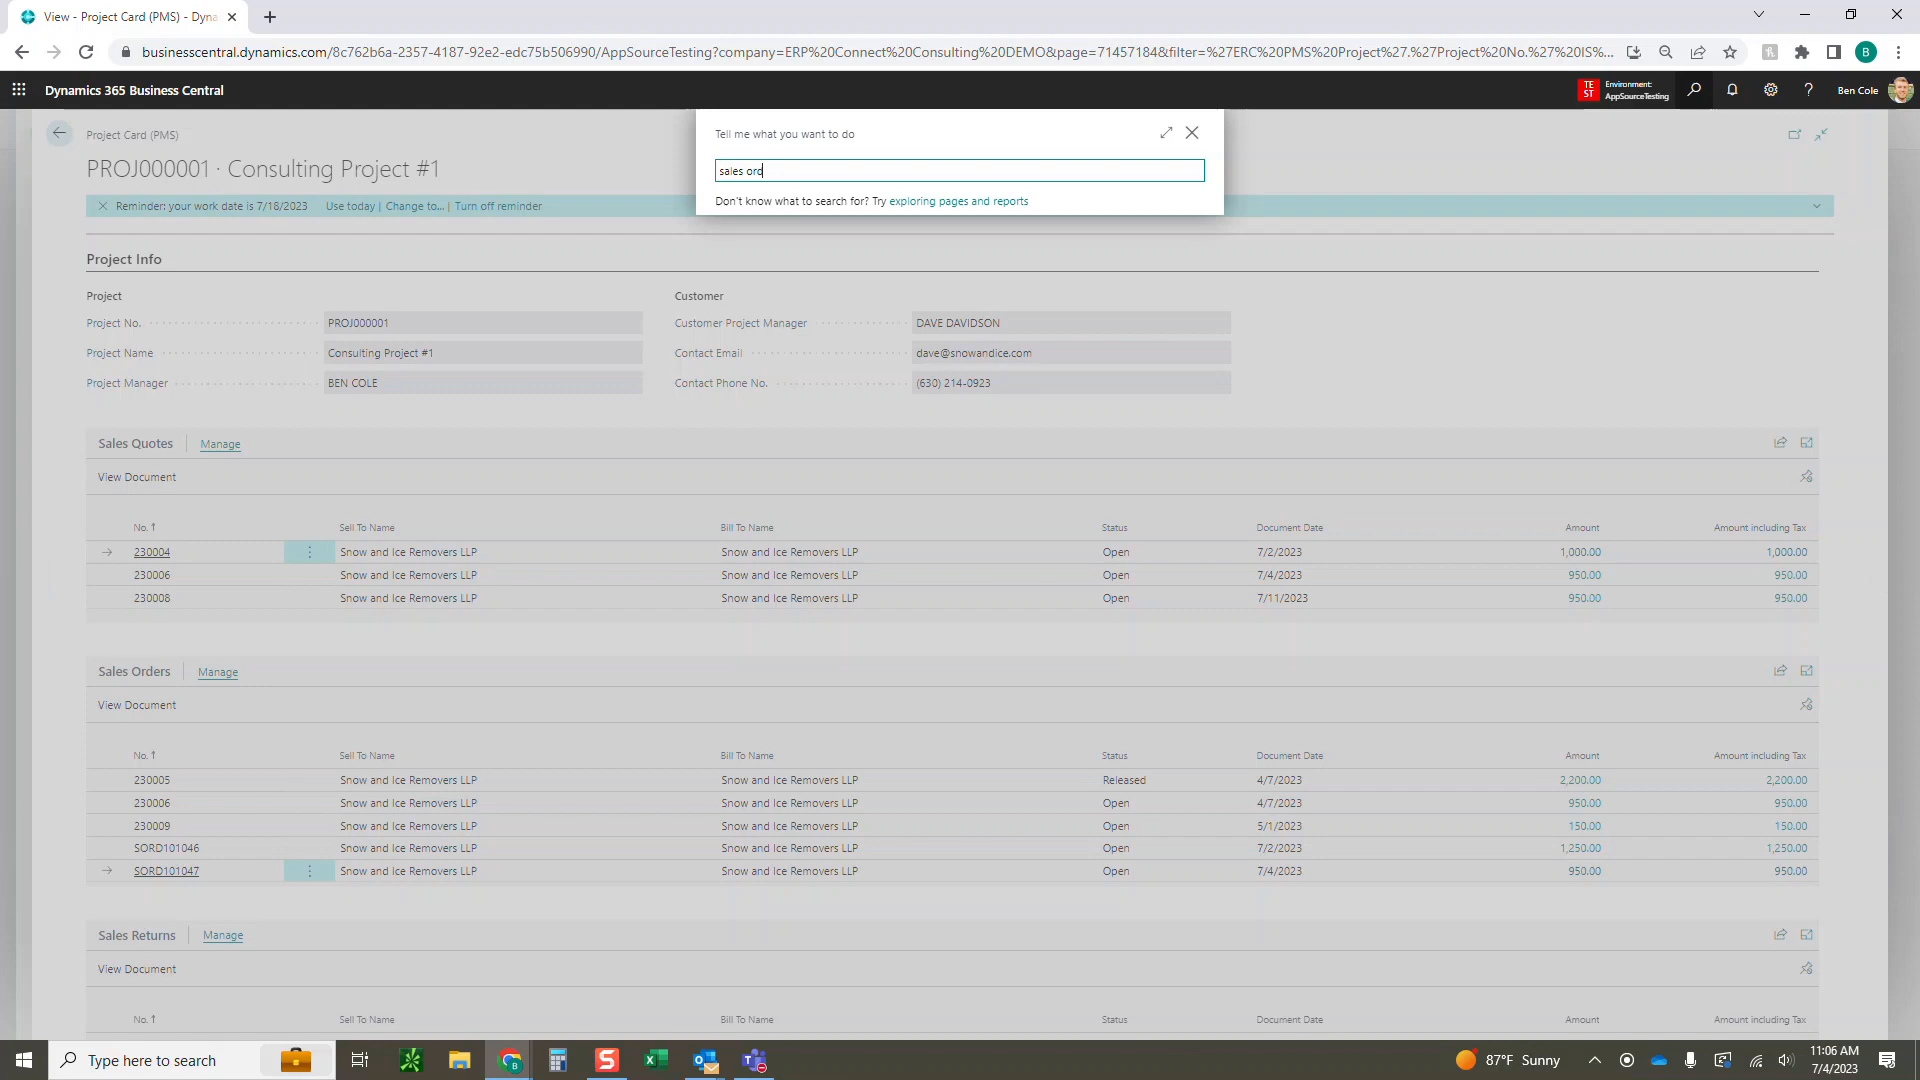 View - Project Card (PMS) - Dyna
businesscentral.dynamics.com/8c762b6a-2357-4187-92e2-edc75b506990/AppSourceTesting?company=ERP%20Connect%20Consulting%20DEMO&page=71457184&filter=%27ERC%20PMS%20Project%27.%27Project%20No.%27%20IS%...
B
Dynamics 365 Business Central
TE ST
Environment: AppSourceTesting
?
Ben Cole
Project Card (PMS)
Tell me what you want to do
PROJ000001 · Consulting Project #1
sales ord
Don't know what to search for? Try exploring pages and reports
Reminder: your work date is 7/18/2023 Use today | Change to... | Turn off reminder
Project Info
Project
Customer
Project No. PROJ000001
Customer Project Manager DAVE DAVIDSON
Project Name Consulting Project #1
Contact Email dave@snowandice.com
Project Manager BEN COLE
Contact Phone No. (630) 214-0923
Sales Quotes Manage
View Document
No. ↑ Sell To Name Bill To Name Status Document Date Amount Amount including Tax
230004 Snow and Ice Removers LLP Snow and Ice Removers LLP Open 7/2/2023 1,000.00 1,000.00
230006 Snow and Ice Removers LLP Snow and Ice Removers LLP Open 7/4/2023 950.00 950.00
230008 Snow and Ice Removers LLP Snow and Ice Removers LLP Open 7/11/2023 950.00 950.00
Sales Orders Manage
View Document
No. ↑ Sell To Name Bill To Name Status Document Date Amount Amount including Tax
230005 Snow and Ice Removers LLP Snow and Ice Removers LLP Released 4/7/2023 2,200.00 2,200.00
230006 Snow and Ice Removers LLP Snow and Ice Removers LLP Open 4/7/2023 950.00 950.00
230009 Snow and Ice Removers LLP Snow and Ice Removers LLP Open 5/1/2023 150.00 150.00
SORD101046 Snow and Ice Removers LLP Snow and Ice Removers LLP Open 7/2/2023 1,250.00 1,250.00
SORD101047 Snow and Ice Removers LLP Snow and Ice Removers LLP Open 7/4/2023 950.00 950.00
Sales Returns Manage
View Document
No. ↑ Sell To Name Bill To Name Status Document Date Amount Amount including Tax
Type here to search
87°F Sunny
11:06 AM
7/4/2023